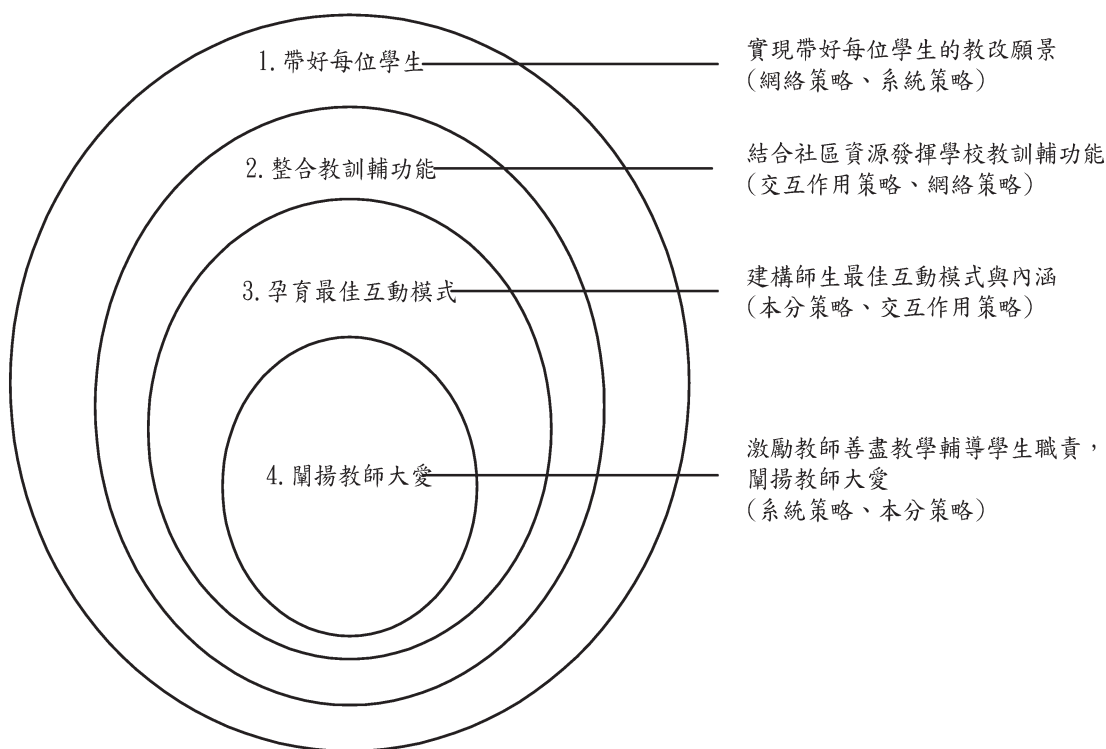 1.帶好每位學生
實現帶好每位學生的教改願景
(網絡策略、系統策略)
2.整合教訓輔功能
結合社區資源發揮學校教訓輔功能
(交互作用策略、網絡策略)
3.孕育最佳互動模式
建構師生最佳互動模式與內涵
(本分策略、交互作用策略)
4.闡揚教師大愛
激勵教師善盡教學輔導學生職責，
闡揚教師大愛
(系統策略、本分策略)